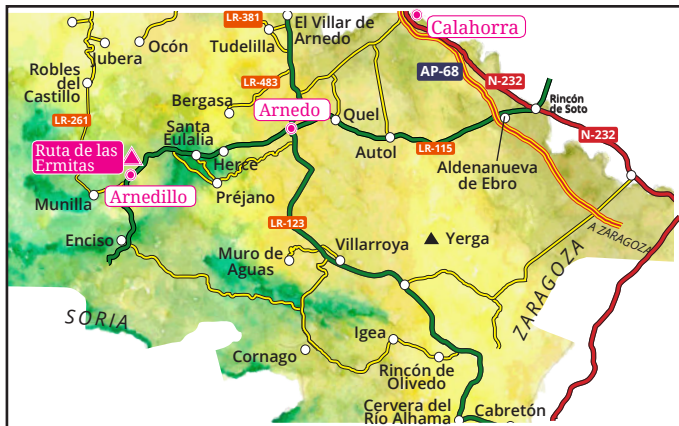 LR-381
El Villar de
Arnedo
Calahorra
Jubera
Ocón
Tudelilla
AP-68
N-232
Robles
del
Castillo
LR-483
Bergasa
Rincón
de Soto
LR-261
Arnedo
Quel
Santa
Eulalia
N-232
Ruta de las
Ermitas
Herce
Autol
LR-115
Aldenanueva
de Ebro
Arnedillo
Munilla
Préjano
LR-123
Enciso
Muro de
Aguas
Villarroya
Yerga
A ZARAGOZA
ZARAGOZA
SORIA
Igea
Cornago
Rincón de
Olivedo
Cervera del
Río Alhama
Cabretón